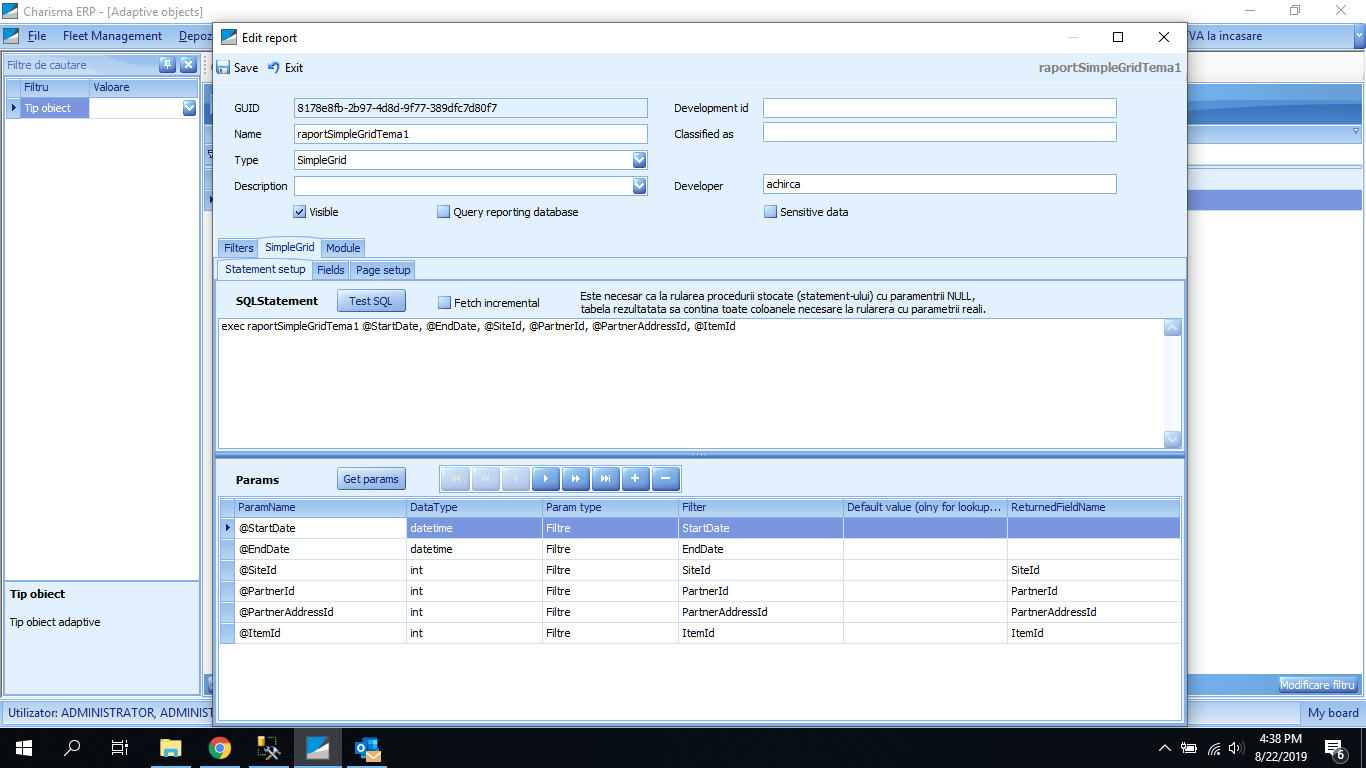 Charisma ERP - [Adaptive objects]
File Fleet Management Depoz
VA la incasare
Filtre de cautare
Filtru Valoare
Tip object
Tip object
Tip object adaptive
Utilizator: ADMINISTRATOR, ADMINIST
Edit report
Save Exit
raportSimpleGridTema1
GUID 8178e8fb-2b97-4d8d-9f77-389dfc7d80f7 Development id
Name raportSimpleGridTema1 Classified as
Type SimpleGrid
Description Developer achirca
Visible Query reporting database Sensitive data
Filters SimpleGrid Module
Statement setup Fields Page setup
SQLStatement Test SQL Fetch incremental
Este necesar ca la rularea procedurii stocate (statement-ului) cu paramentrii NULL,
tabela rezultatata sa contina toate coloanele necesare la rularera cu parametrii reali.
exec raportSimpleGridTema1 @StartDate, @EndDate, @SiteId, @PartnerId, @PartnerAddressId, @ItemId
Params Get params
ParamName DataType Param type Filter Default value (olny for lookup... ReturnedFieldName
@StartDate datetime Filtre StartDate
@EndDate datetime Filtre EndDate
@SiteId int Filtre SiteId SiteId
@PartnerId int Filtre PartnerId PartnerId
@PartnerAddressId int Filtre PartnerAddressId PartnerAddressId
@ItemId int Filtre ItemId ItemId
Modificare filtru
My board
4:38 PM
8/22/2019
6